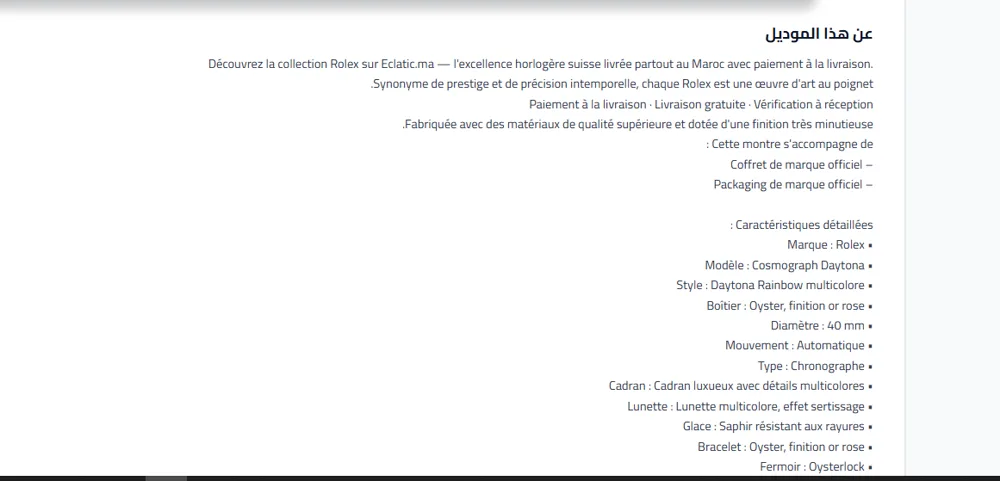 عن هذا الموديل
Découvrez la collection Rolex sur Eclatic.ma — l'excellence horlogère suisse livrée partout au Maroc avec paiement à la livraison.
Synonyme de prestige et de précision intemporelle, chaque Rolex est une œuvre d'art au poignet.
Paiement à la livraison · Livraison gratuite · Vérification à réception
Fabriquée avec des matériaux de qualité supérieure et dotée d'une finition très minutieuse.
Cette montre s'accompagne de :
– Coffret de marque officiel
– Packaging de marque officiel
Caractéristiques détaillées :
• Marque : Rolex
• Modèle : Cosmograph Daytona
• Style : Daytona Rainbow multicolore
• Boîtier : Oyster, finition or rose
• Diamètre : 40 mm
• Mouvement : Automatique
• Type : Chronographe
• Cadran : Cadran luxueux avec détails multicolores
• Lunette : Lunette multicolore, effet sertissage
• Glace : Saphir résistant aux rayures
• Bracelet : Oyster, finition or rose
• Fermoir : Oysterlock